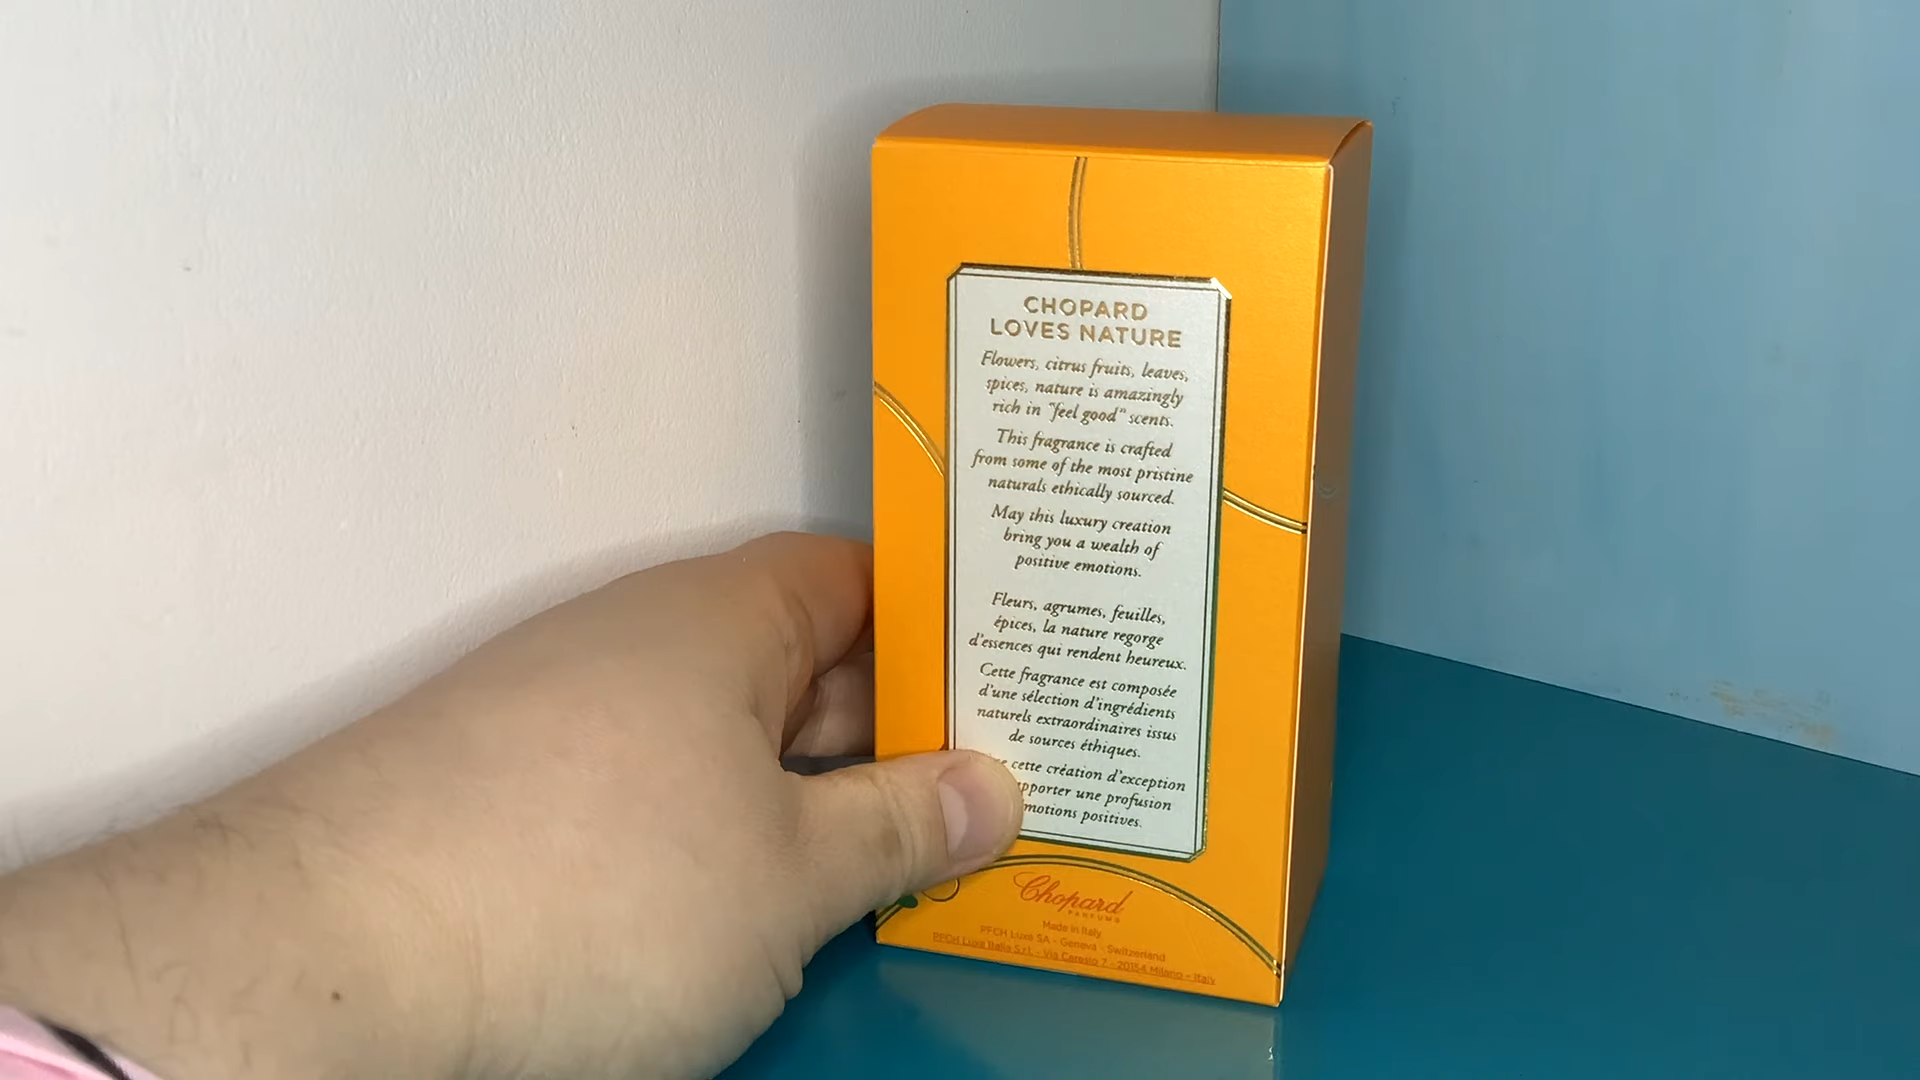 CHOPARD
LOVES NATURE
Flowers, citrus fruits, leaves,
spices, nature is amazingly
rich in "feel good" scents.
This fragrance is crafted
from some of the most pristine
naturals ethically sourced.
May this luxury creation
bring you a wealth of
positive emotions.
Fleurs, agrumes, feuilles,
épices, la nature regorge
d'essences qui rendent heureux.
Cette fragrance est composée
d'une sélection d'ingrédients
naturels extraordinaires issus
de sources éthiques.
cette création d'exception
une profusion
positives.
Chopard
PARFUMS
Made in Italy
PFCH Luxe SA - Geneva - Switzerland
PFCH Luxe Italia S.r.l. - Via Ceresio 7 - 20154 Milano - Italy